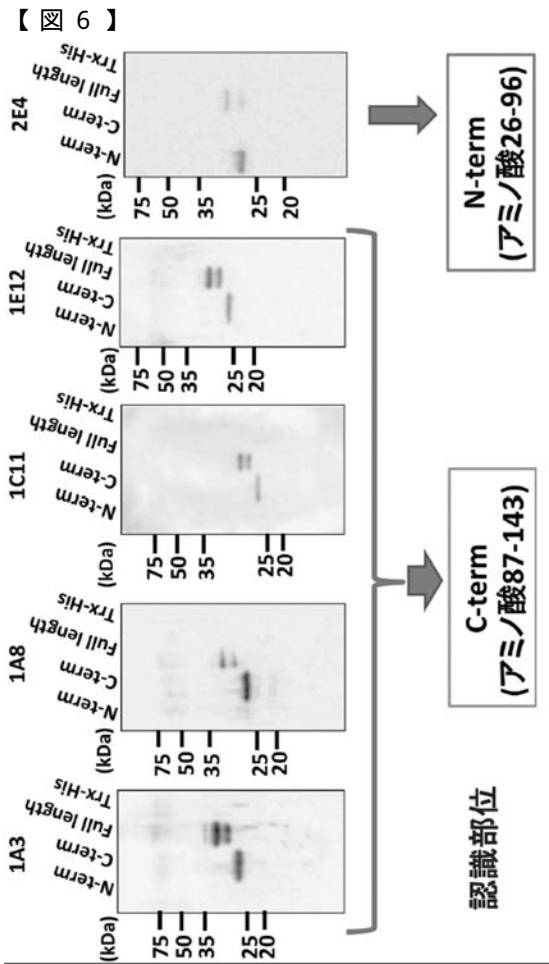 【図6】
1A3
N-term
C-term
Full length
Trx-His
(kDa)
75
50
35
25
20
1A8
N-term
C-term
Full length
Trx-His
(kDa)
75
50
35
25
20
1C11
N-term
C-term
Full length
Trx-His
(kDa)
75
50
35
25
20
1E12
N-term
C-term
Full length
Trx-His
(kDa)
75
50
35
25
20
2E4
N-term
C-term
Full length
Trx-His
(kDa)
75
50
35
25
20
認識部位
C-term
(アミノ酸87-143)
N-term
(アミノ酸26-96)